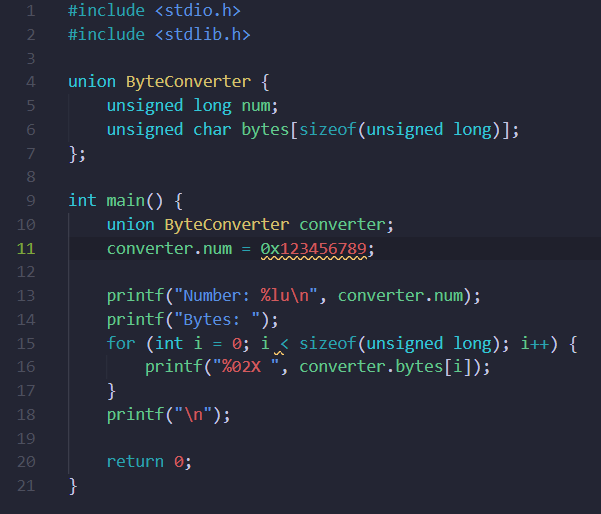 1 #include <stdio.h>
2 #include <stdlib.h>
3
4 union ByteConverter {
5     unsigned long num;
6     unsigned char bytes[sizeof(unsigned long)];
7 };
8
9 int main() {
10     union ByteConverter converter;
11     converter.num = 0x123456789;
12
13     printf("Number: %lu\n", converter.num);
14     printf("Bytes: ");
15     for (int i = 0; i < sizeof(unsigned long); i++) {
16         printf("%02X ", converter.bytes[i]);
17     }
18     printf("\n");
19
20     return 0;
21 }